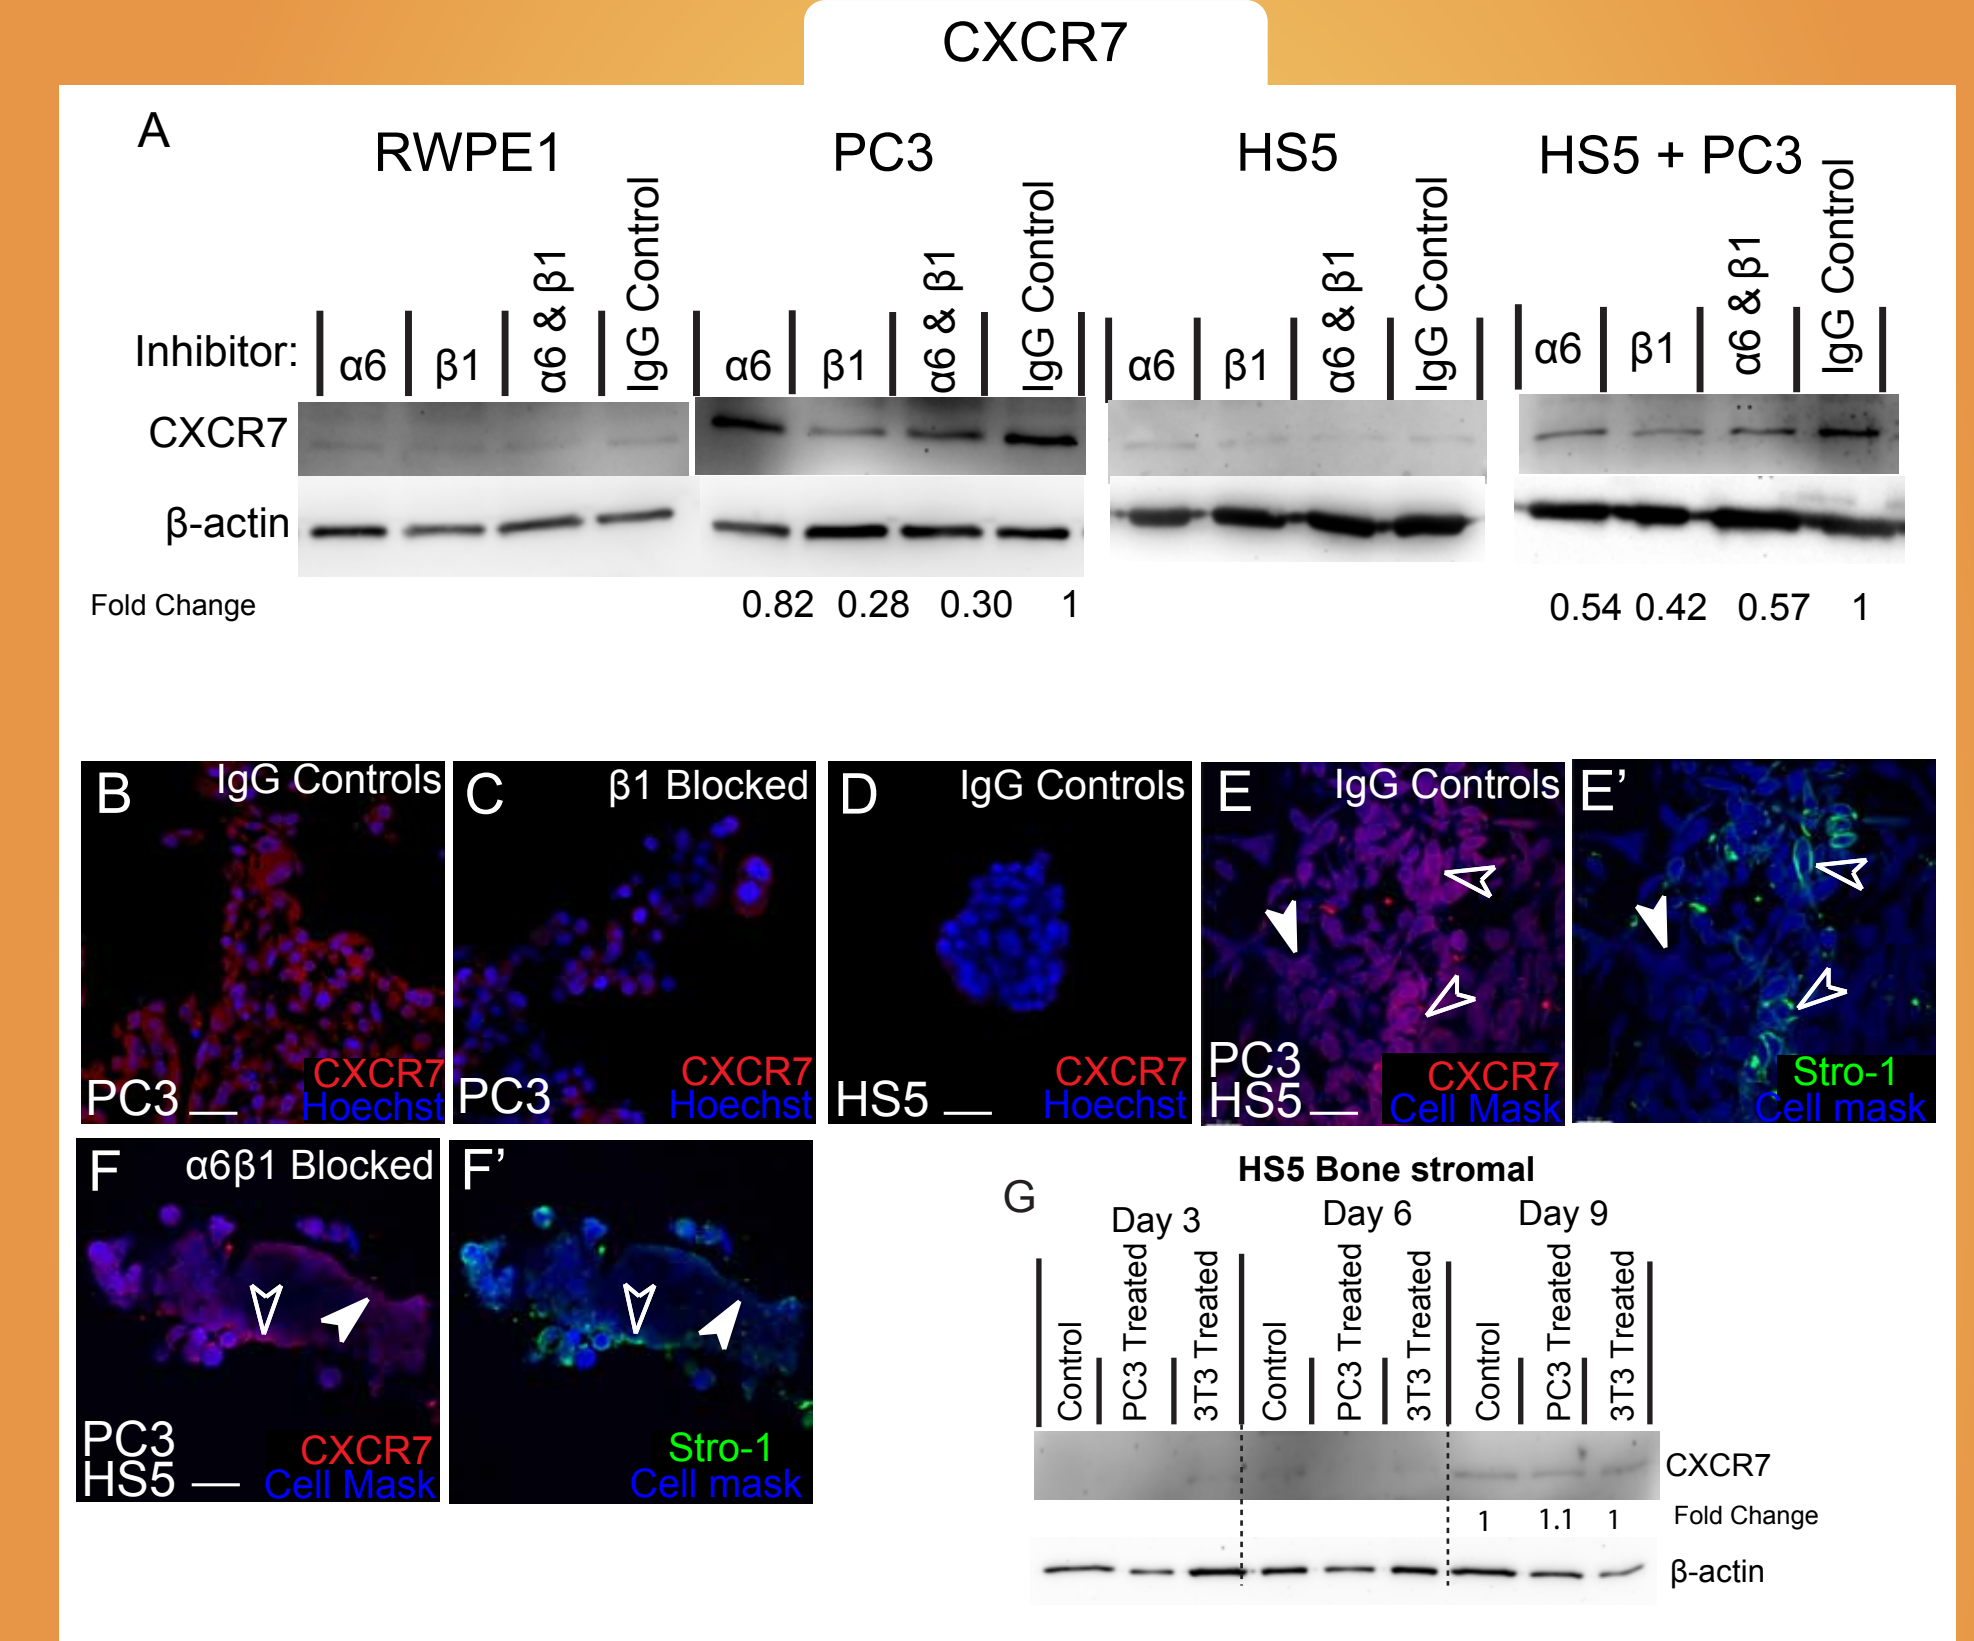 CXCR7
A
RWPE1
PC3
HS5
HS5 + PC3
Inhibitor:
α6
β1
α6 & β1
IgG Control
α6
β1
α6 & β1
IgG Control
α6
β1
α6 & β1
IgG Control
α6
β1
α6 & β1
IgG Control
CXCR7
β-actin
Fold Change
0.82 0.28 0.30 1
0.54 0.42 0.57 1
B
IgG Controls
PC3
CXCR7
Hoechst
C
β1 Blocked
PC3
CXCR7
Hoechst
D
IgG Controls
HS5
CXCR7
Hoechst
E
IgG Controls
PC3
HS5
CXCR7
Cell Mask
E’
Stro-1
Cell mask
F
α6β1 Blocked
PC3
HS5
CXCR7
Cell Mask
F’
Stro-1
Cell mask
G
HS5 Bone stromal
Day 3
Day 6
Day 9
Control
PC3 Treated
3T3 Treated
Control
PC3 Treated
3T3 Treated
Control
PC3 Treated
3T3 Treated
CXCR7
1 1.1 1
Fold Change
β-actin